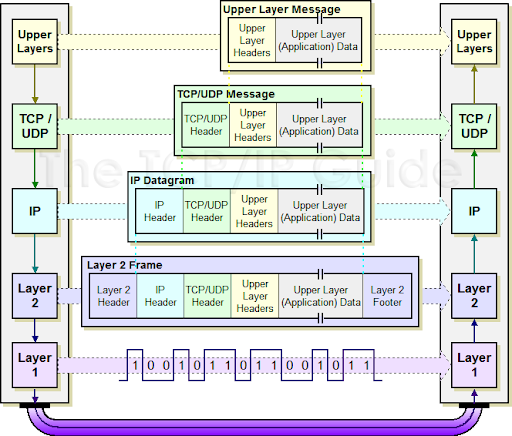 Upper Layer Message
Upper
Layers
Upper
Layer
Headers
Upper Layer
(Application) Data
Upper
Layers
TCP/UDP Message
TCP /
UDP
TCP/UDP
Header
Upper
Layer
Headers
Upper Layer
(Application) Data
TCP /
UDP
The TCP/IP Guide
IP Datagram
IP
IP
Header
TCP/UDP
Header
Upper
Layer
Headers
Upper Layer
(Application) Data
IP
Layer 2 Frame
Layer
2
Layer 2
Header
IP
Header
TCP/UDP
Header
Upper
Layer
Headers
Upper Layer
(Application) Data
Layer 2
Footer
Layer
2
Layer
1
1 0 0 1 0 1 1 0 1 1 0 0 1 0 1 1
Layer
1